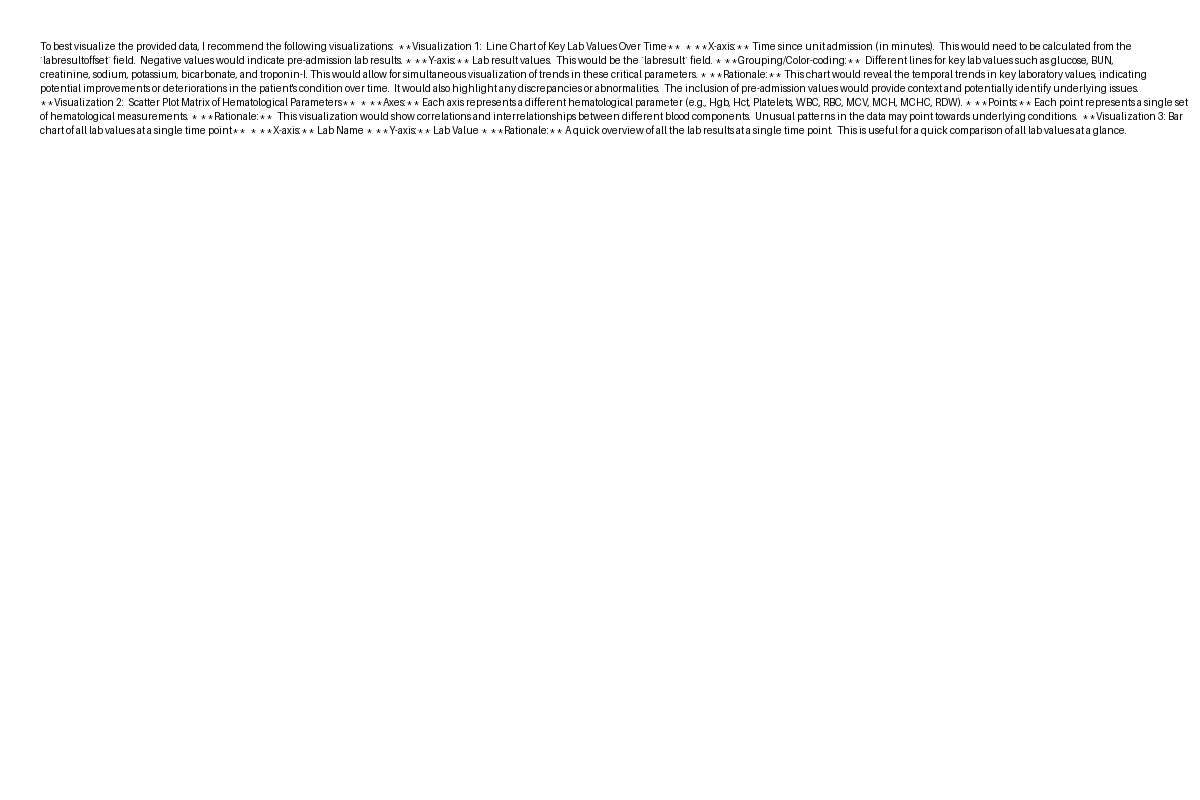 To best visualize the provided data, I recommend the following visualizations:  **Visualization 1:  Line Chart of Key Lab Values Over Time**  * **X-axis:** Time since unit admission (in minutes).  This would need to be calculated from the
`labresultoffset` field.  Negative values would indicate pre-admission lab results. * **Y-axis:** Lab result values.  This would be the `labresult` field. * **Grouping/Color-coding:**  Different lines for key lab values such as glucose, BUN,
creatinine, sodium, potassium, bicarbonate, and troponin-I. This would allow for simultaneous visualization of trends in these critical parameters. * **Rationale:** This chart would reveal the temporal trends in key laboratory values, indicating
potential improvements or deteriorations in the patient's condition over time.  It would also highlight any discrepancies or abnormalities.  The inclusion of pre-admission values would provide context and potentially identify underlying issues.
**Visualization 2:  Scatter Plot Matrix of Hematological Parameters**  * **Axes:** Each axis represents a different hematological parameter (e.g., Hgb, Hct, Platelets, WBC, RBC, MCV, MCH, MCHC, RDW). * **Points:** Each point represents a single set
of hematological measurements. * **Rationale:**  This visualization would show correlations and interrelationships between different blood components.  Unusual patterns in the data may point towards underlying conditions.  **Visualization 3: Bar
chart of all lab values at a single time point**  * **X-axis:** Lab Name * **Y-axis:** Lab Value * **Rationale:** A quick overview of all the lab results at a single time point.  This is useful for a quick comparison of all lab values at a glance.